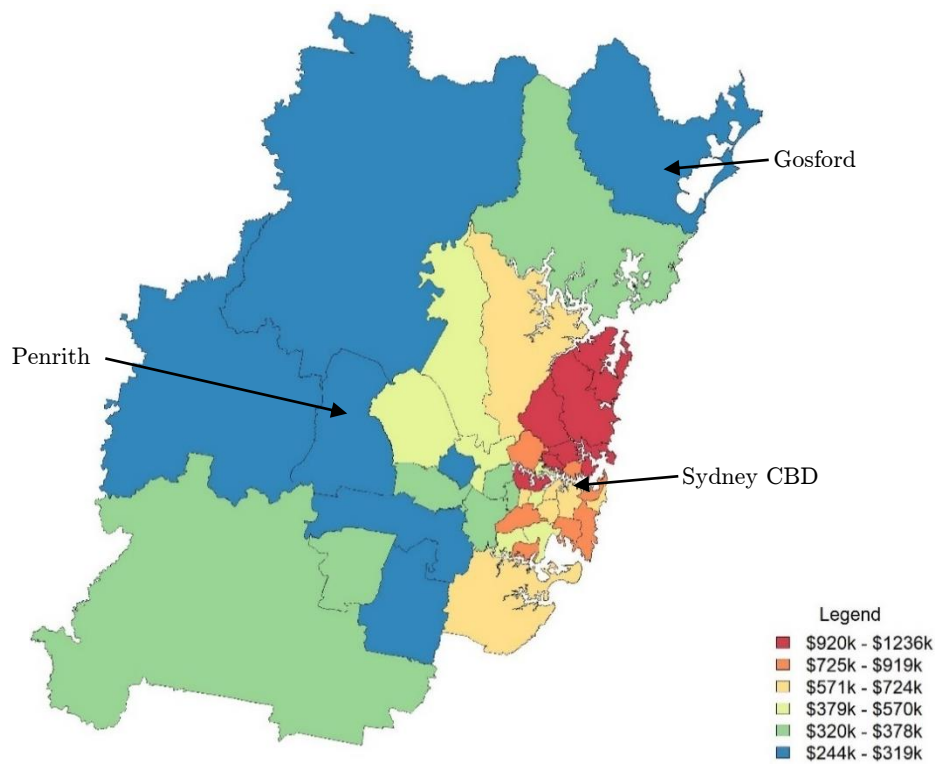 Gosford
Penrith
Sydney CBD
Legend
$920k - $1236k
$725k - $919k
$571k - $724k
$379k - $570k
$320k - $378k
$244k - $319k